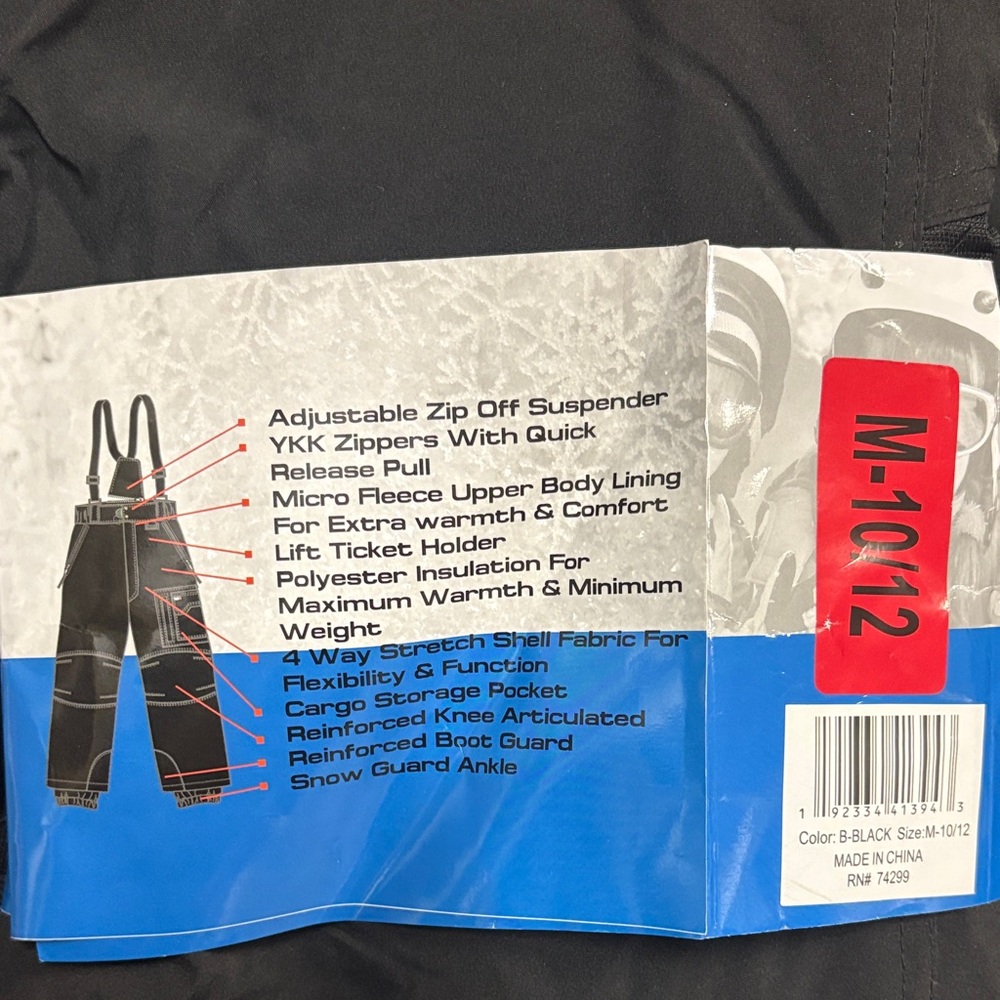 Adjustable Zip Off Suspender
YKK Zippers With Quick
Release Pull
Micro Fleece Upper Body Lining
For Extra warmth & Comfort
Lift Ticket Holder
Polyester Insulation For
Maximum Warmth & Minimum
Weight
4 Way Stretch Shell Fabric For
Flexibility & Function
Cargo Storage Pocket
Reinforced Knee Articulated
Reinforced Boot Guard
Snow Guard Ankle
M-10/12
1 92334 41394 3
Color: B-BLACK Size:M-10/12
MADE IN CHINA
RN# 74299